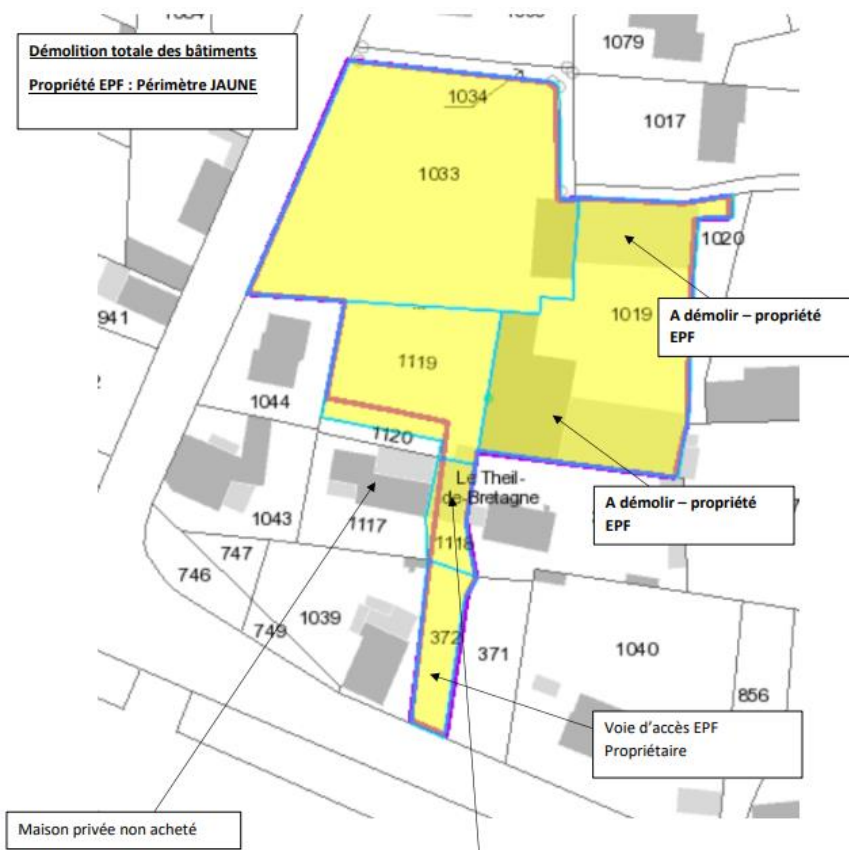 1079
Démolition totale des bâtiments
Propriété EPF : Périmètre JAUNE
1034
1017
1033
1020
1019
A démolir – propriété
EPF
941
1119
1044
1120
Le Theil-
de-Bretagne
A démolir – propriété
EPF
1043
1117
1118
747
746
749
1039
372
371
1040
856
Voie d’accès EPF
Propriétaire
Maison privée non acheté